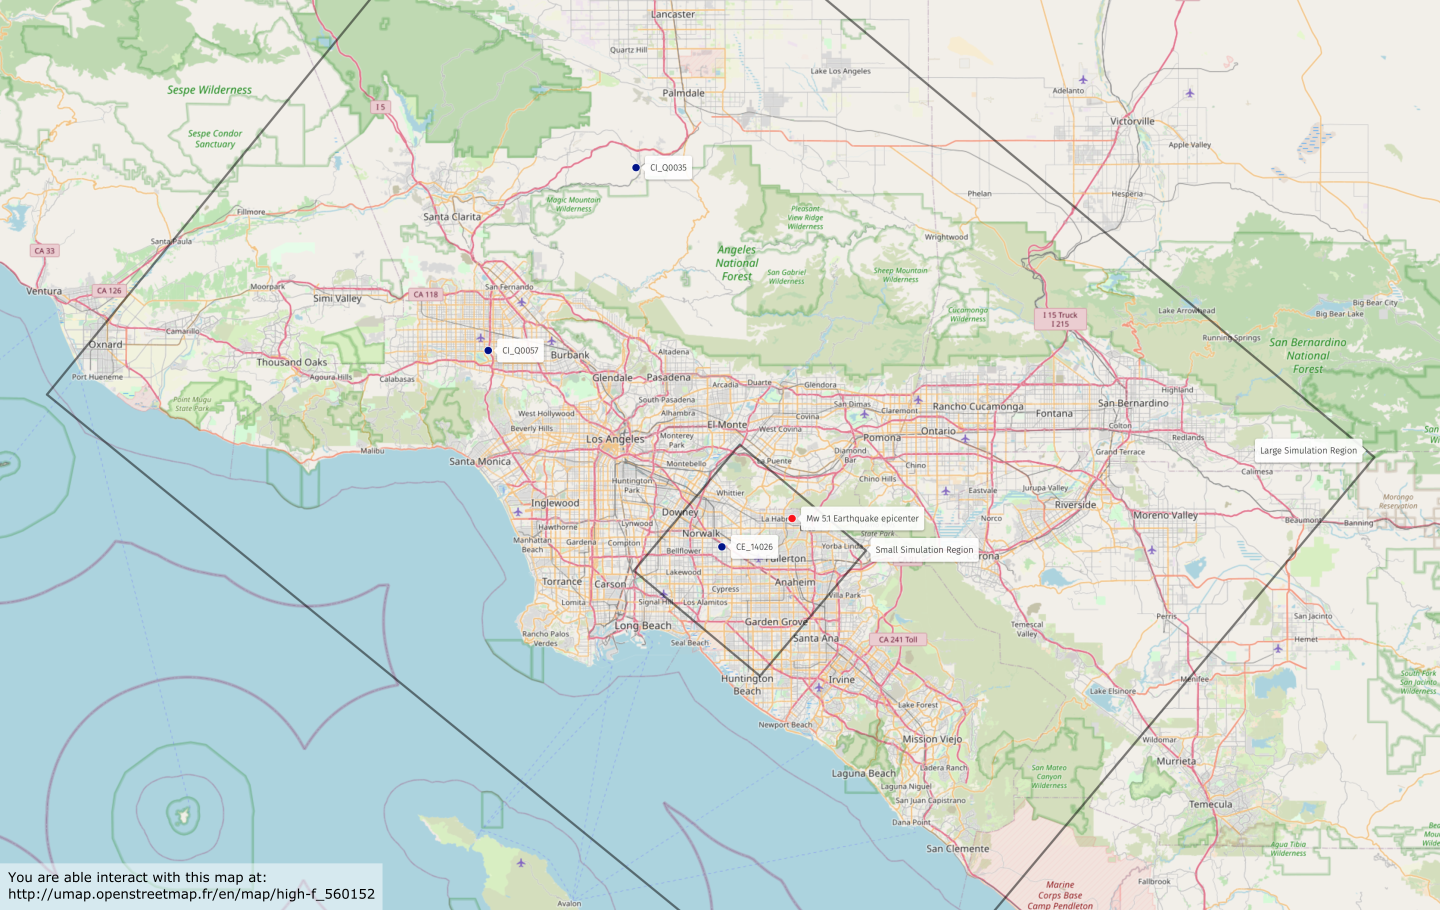 Lancaster
Quartz Hill
Lake Los Angeles
Sespe Wilderness
Palmdale
Adelanto
I 5
Victorville
Sespe Condor
Sanctuary
Apple Valley
CI_Q0035
Phelan
Hesperia
Magic Mountain
Wilderness
Fillmore
Santa Clarita
Pleasant
View Ridge
Wilderness
Santa Paula
Wrightwood
CA 33
Angeles
National
Forest
San Gabriel
Wilderness
Sheep Mountain
Wilderness
Ventura
CA 126
Moorpark
Simi Valley
CA 118
San Fernando
Big Bear City
Big Bear Lake
Lake Arrowhead
Cucamonga
Wilderness
I 15 Truck
I 215
Camarillo
Oxnard
Running Springs
San Bernardino
National
Forest
CI_Q0057
Burbank
Altadena
Thousand Oaks
Port Hueneme
Agoura Hills
Calabasas
Glendale
Pasadena
Arcadia
Duarte
Glendora
Highland
Point Mugu
State Park
South Pasadena
San Dimas
Claremont
Rancho Cucamonga
Fontana
San Bernardino
West Hollywood
Alhambra
Covina
El Monte
Beverly Hills
West Covina
Colton
Los Angeles
Monterey
Park
Pomona
Ontario
Redlands
Malibu
Santa Monica
Montebello
La Puente
Diamond
Bar
Chino
Grand Terrace
Large Simulation Region
Calimesa
Huntington
Park
Chino Hills
Whittier
Eastvale
Jurupa Valley
Morongo
Reservation
Inglewood
Downey
La Habra
Mw 5.1 Earthquake epicenter
Norco
Riverside
Moreno Valley
Beaumont
Banning
Hawthorne
Lynwood
Norwalk
State Park
Manhattan
Beach
Gardena
Compton
Bellflower
CE_14026
Yorba Linda
Small Simulation Region
Fullerton
Torrance
Carson
Lakewood
Anaheim
Cypress
Lomita
Signal Hill
Los Alamitos
Villa Park
Perris
San Jacinto
Rancho Palos
Verdes
Long Beach
Garden Grove
Santa Ana
CA 241 Toll
Temescal
Valley
Hemet
Seal Beach
Huntington
Beach
Irvine
Menifee
South Fork
San Jacinto
Wilderness
Lake Elsinore
Lake Forest
Newport Beach
Mission Viejo
Wildomar
Laguna Beach
Ladera Ranch
San Mateo
Canyon
Wilderness
Murrieta
Laguna Niguel
San Juan Capistrano
Temecula
Dana Point
San Clemente
Agua Tibia
Wilderness
Avalon
Marine
Corps Base
Camp Pendleton
Fallbrook
You are able interact with this map at:
http://umap.openstreetmap.fr/en/map/high-f_560152